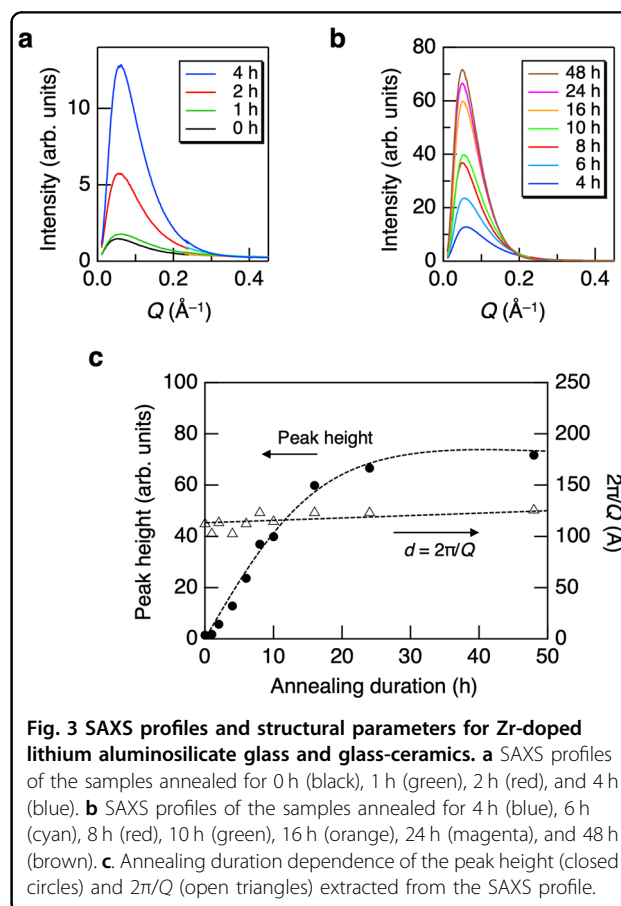 a
Intensity (arb. units)
10
5
0
0.0
0.2
0.4
Q (Å⁻¹)
4 h
2 h
1 h
0 h
b
Intensity (arb. units)
80
60
40
20
0
0.0
0.2
0.4
Q (Å⁻¹)
48 h
24 h
16 h
10 h
8 h
6 h
4 h
c
Peak height (arb. units)
100
80
60
40
20
0
0
10
20
30
40
50
Annealing duration (h)
Peak height
d = 2π/Q
250
200
150
100
50
0
2π/Q (Å)
Fig. 3 SAXS profiles and structural parameters for Zr-doped
lithium aluminosilicate glass and glass-ceramics. a SAXS profiles
of the samples annealed for 0 h (black), 1 h (green), 2 h (red), and 4 h
(blue). b SAXS profiles of the samples annealed for 4 h (blue), 6 h
(cyan), 8 h (red), 10 h (green), 16 h (orange), 24 h (magenta), and 48 h
(brown). c. Annealing duration dependence of the peak height (closed
circles) and 2π/Q (open triangles) extracted from the SAXS profile.